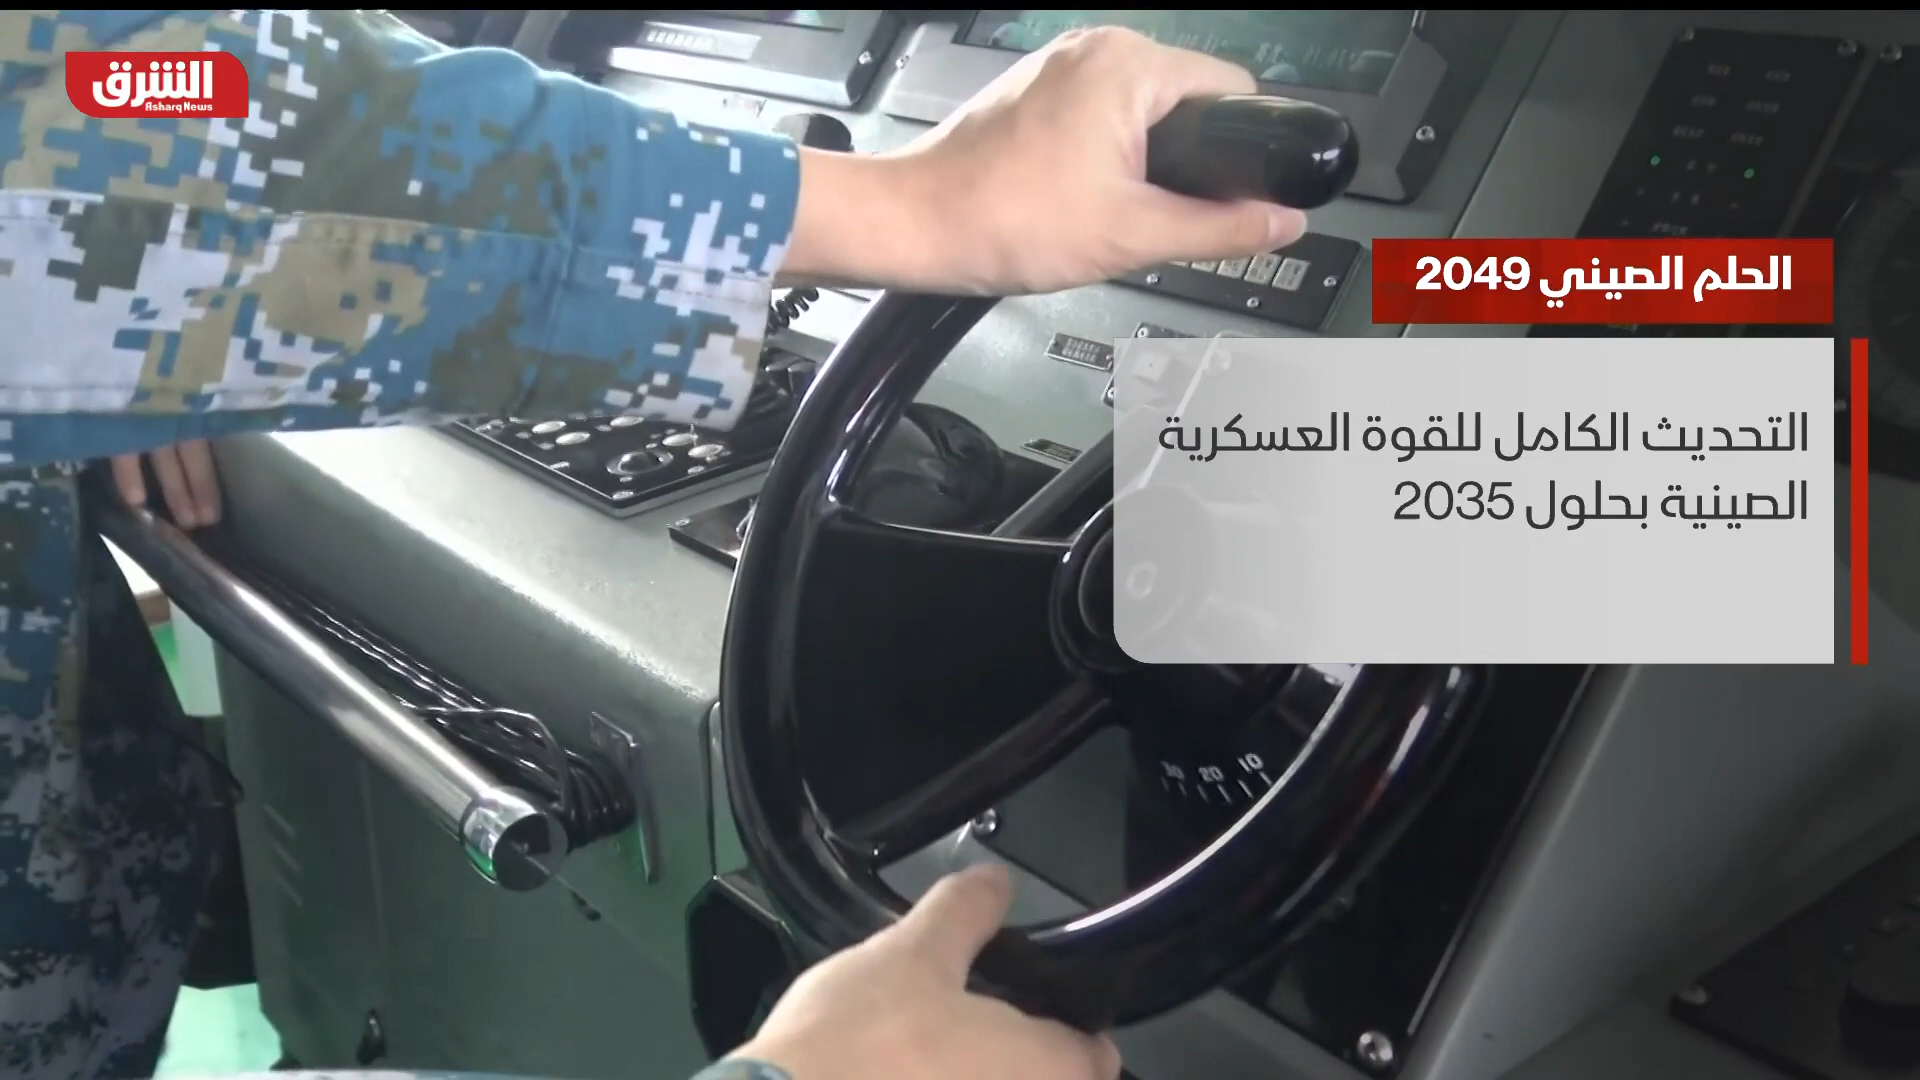 الشرق
Asharq News
الحلم الصيني 2049
التحديث الكامل للقوة العسكرية
الصينية بحلول 2035
30 20 10